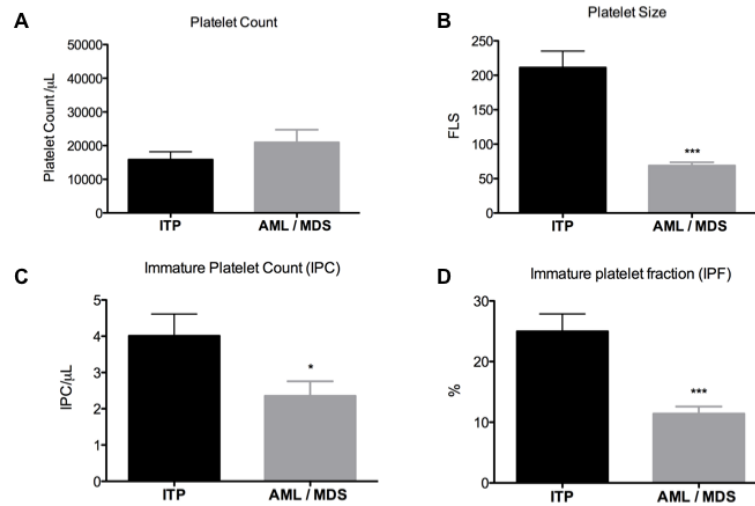 A
Platelet Count
Platelet Count /µL
50000
40000
30000
20000
10000
0
ITP
AML / MDS
B
Platelet Size
FLS
250
200
150
100
50
0
***
ITP
AML / MDS
C
Immature Platelet Count (IPC)
IPC/µL
5
4
3
2
1
0
*
ITP
AML / MDS
D
Immature platelet fraction (IPF)
%
30
20
10
0
***
ITP
AML / MDS